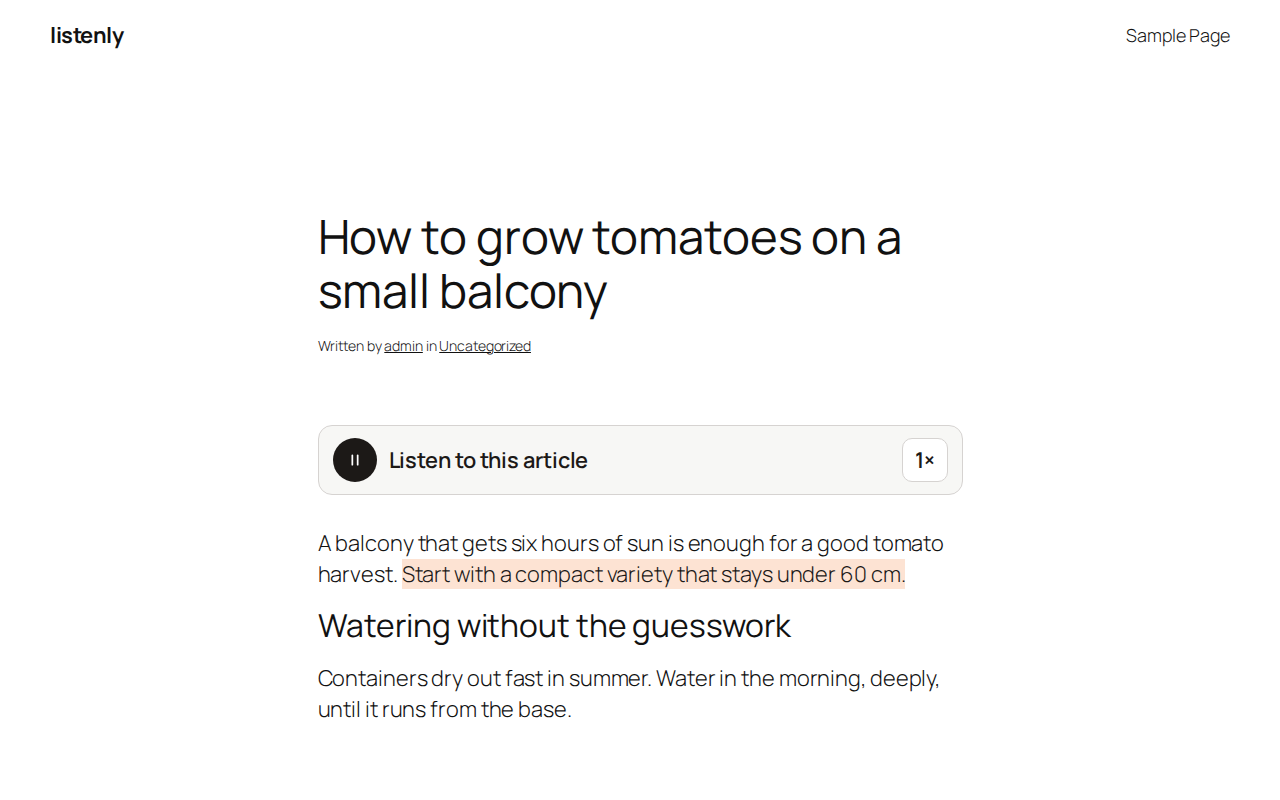 listenly
Sample Page
How to grow tomatoes on a
small balcony
Written by admin in Uncategorized
Listen to this article
1×
A balcony that gets six hours of sun is enough for a good tomato
harvest. Start with a compact variety that stays under 60 cm.
Watering without the guesswork
Containers dry out fast in summer. Water in the morning, deeply,
until it runs from the base.